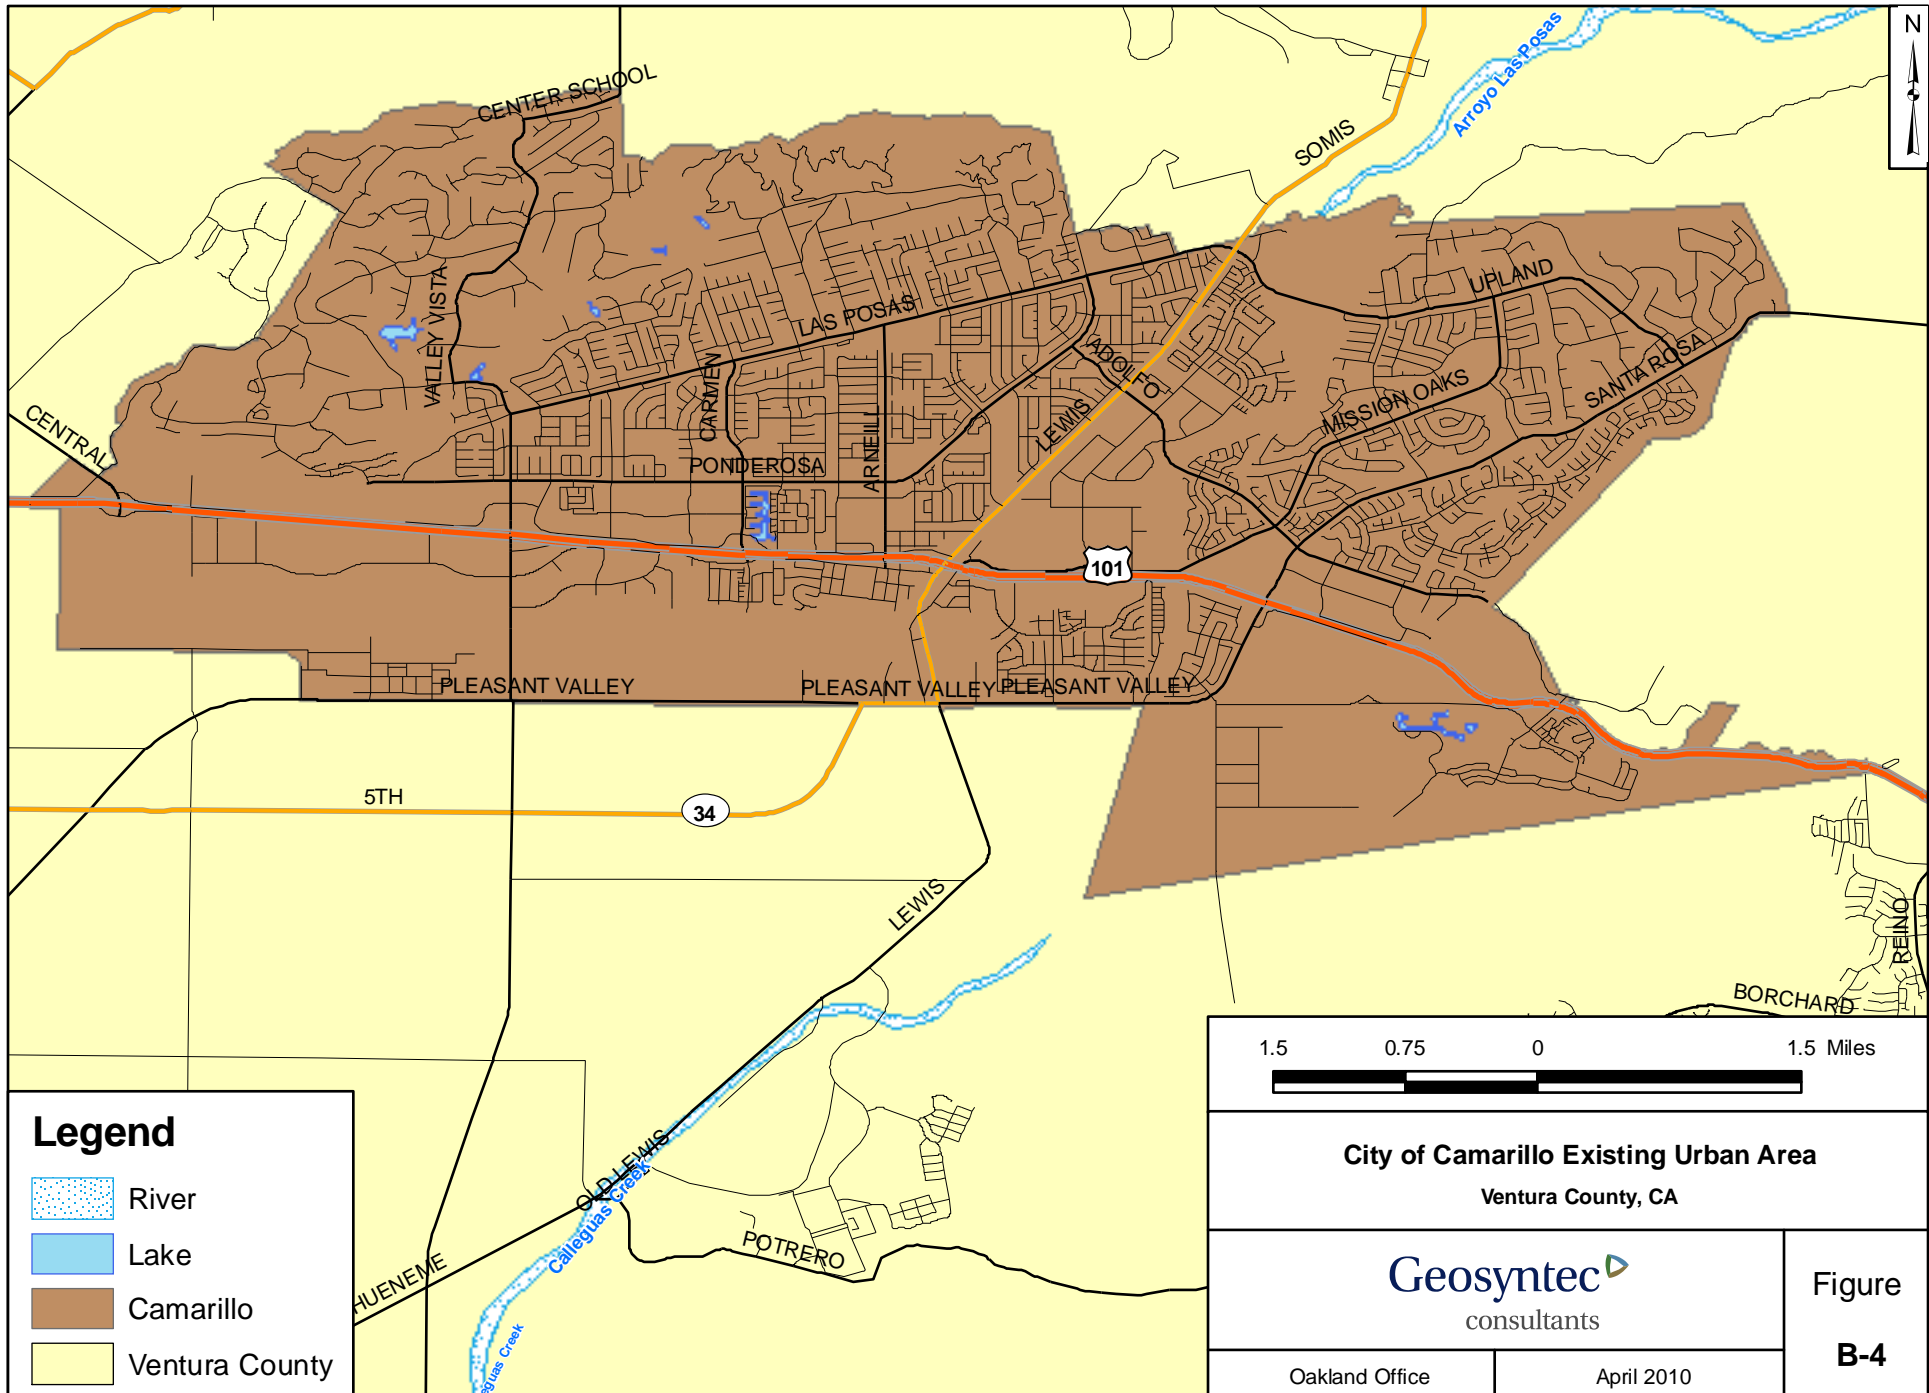 N
CENTER SCHOOL
SOMIS
Arroyo Las Posas
VALLEY VISTA
LAS POSAS
UPLAND
CARMEN
ADOLFO
SANTA ROSA
MISSION OAKS
CENTRAL
ARNEILL
LEWIS
PONDEROSA
101
PLEASANT VALLEY
PLEASANT VALLEY
PLEASANT VALLEY
5TH
34
LEWIS
REINO
BORCHARD
OLD LEWIS
Calleguas Creek
POTRERO
HUENEME
eguas Creek
Legend
River
Lake
Camarillo
Ventura County
1.5 0.75 0 1.5 Miles
City of Camarillo Existing Urban Area
Ventura County, CA
Geosyntec
consultants
Figure
B-4
Oakland Office
April 2010